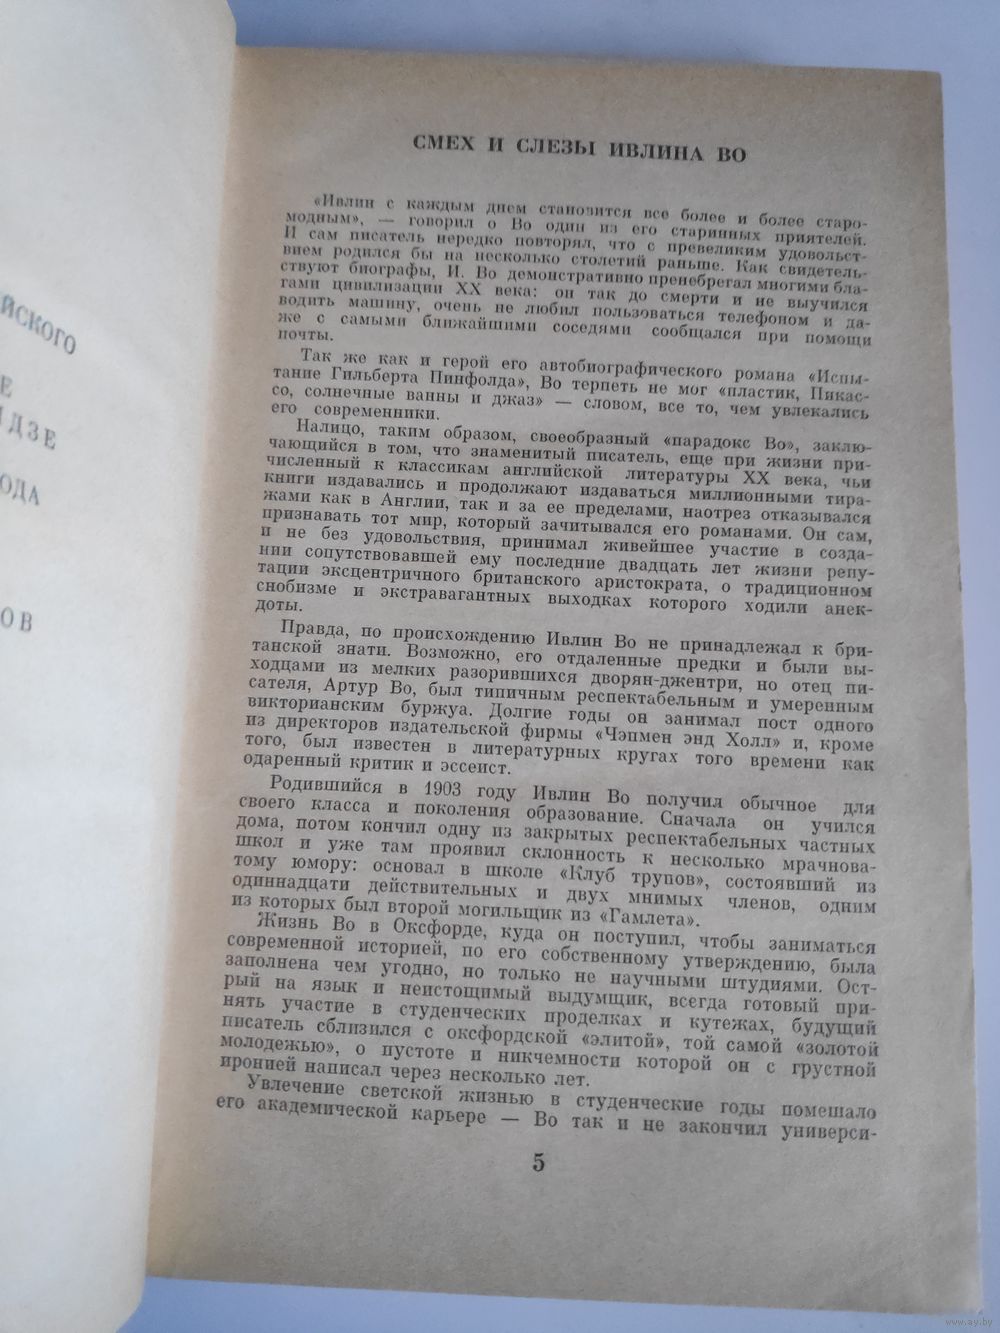 ЙСКОГО
Е
ДЗЕ
ОДА
ОВ
СМЕХ И СЛЕЗЫ ИВЛИНА ВО
«Ивлин с каждым днем становится все более и более старо-
модным», — говорил о Во один из его старинных приятелей.
И сам писатель нередко повторял, что с превеликим удовольст-
вием родился бы на несколько столетий раньше. Как свидетель-
ствуют биографы, И. Во демонстративно пренебрегал многими бла-
гами цивилизации XX века: он так до смерти и не выучился
водить машину, очень не любил пользоваться телефоном и да-
же с самыми ближайшими соседями сообщался при помощи
почты.
Так же как и герой его автобиографического романа «Испы-
тание Гильберта Пинфолда», Во терпеть не мог «пластик, Пикас-
со, солнечные ванны и джаз» — словом, все то, чем увлекались
его современники.
Налицо, таким образом, своеобразный «парадокс Во», заклю-
чающийся в том, что знаменитый писатель, еще при жизни при-
численный к классикам английской литературы XX века, чьи
книги издавались и продолжают издаваться миллионными тира-
жами как в Англии, так и за ее пределами, наотрез отказывался
признавать тот мир, который зачитывался его романами. Он сам,
и не без удовольствия, принимал живейшее участие в созда-
нии сопутствовавшей ему последние двадцать лет жизни репу-
тации эксцентричного британского аристократа, о традиционном
снобизме и экстравагантных выходках которого ходили анек-
доты.
Правда, по происхождению Ивлин Во не принадлежал к бри-
танской знати. Возможно, его отдаленные предки и были вы-
ходцами из мелких разорившихся дворян-джентри, но отец пи-
сателя, Артур Во, был типичным респектабельным и умеренным
викторианским буржуа. Долгие годы он занимал пост одного
из директоров издательской фирмы «Чэпмен энд Холл» и, кроме
того, был известен в литературных кругах того времени как
одаренный критик и эссеист.
Родившийся в 1903 году Ивлин Во получил обычное для
своего класса и поколения образование. Сначала он учился
дома, потом кончил одну из закрытых респектабельных частных
школ и уже там проявил склонность к несколько мрачнова-
тому юмору: основал в школе «Клуб трупов», состоявший из
одиннадцати действительных и двух мнимых членов, одним
из которых был второй могильщик из «Гамлета».
Жизнь Во в Оксфорде, куда он поступил, чтобы заниматься
современной историей, по его собственному утверждению, была
заполнена чем угодно, но только не научными штудиями. Ост-
рый на язык и неистощимый выдумщик, всегда готовый при-
нять участие в студенческих проделках и кутежах, будущий
писатель сблизился с оксфордской «элитой», той самой «золотой
молодежью», о пустоте и никчемности которой он с грустной
иронией написал через несколько лет.
Увлечение светской жизнью в студенческие годы помешало
его академической карьере — Во так и не закончил универси-
5
www.ay.by